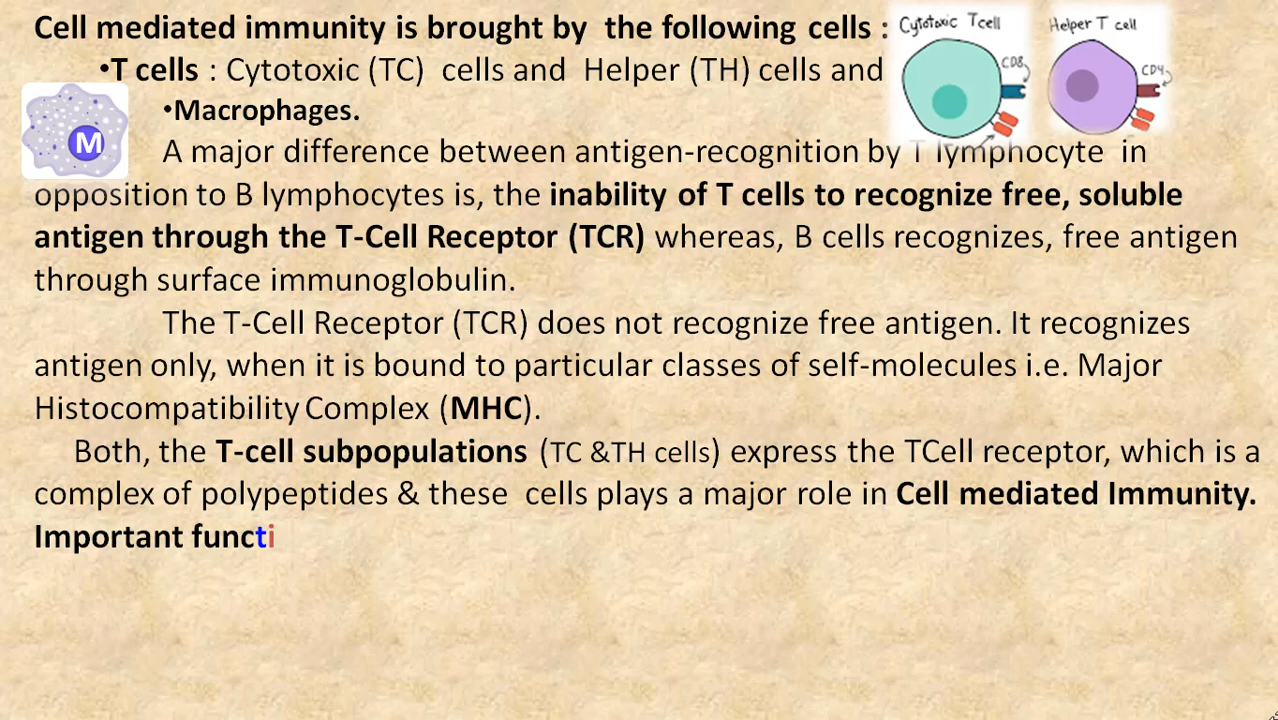 Cell mediated immunity is brought by the following cells :
Cytotoxic Tcell
Helper T cell
CD8
CD4
•T cells : Cytotoxic (TC) cells and Helper (TH) cells and
•Macrophages.
M
A major difference between antigen-recognition by T lymphocyte in
opposition to B lymphocytes is, the inability of T cells to recognize free, soluble
antigen through the T-Cell Receptor (TCR) whereas, B cells recognizes, free antigen
through surface immunoglobulin.
The T-Cell Receptor (TCR) does not recognize free antigen. It recognizes
antigen only, when it is bound to particular classes of self-molecules i.e. Major
Histocompatibility Complex (MHC).
Both, the T-cell subpopulations (TC &TH cells) express the TCell receptor, which is a
complex of polypeptides & these cells plays a major role in Cell mediated Immunity.
Important functi